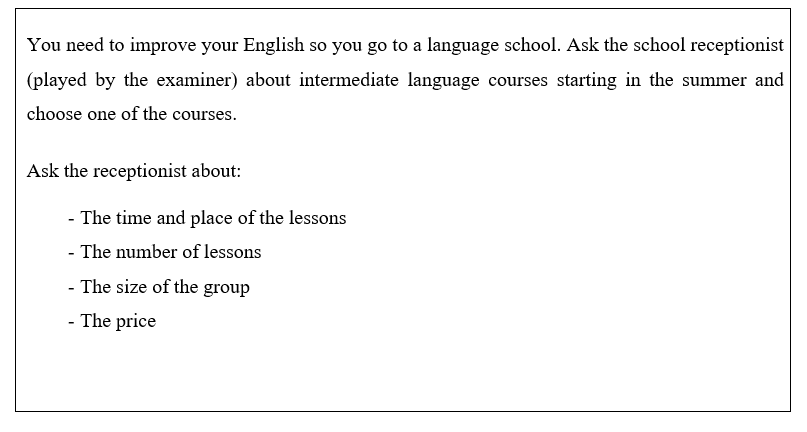 You need to improve your English so you go to a language school. Ask the school receptionist
(played by the examiner) about intermediate language courses starting in the summer and
choose one of the courses.
Ask the receptionist about:
- The time and place of the lessons
- The number of lessons
- The size of the group
- The price